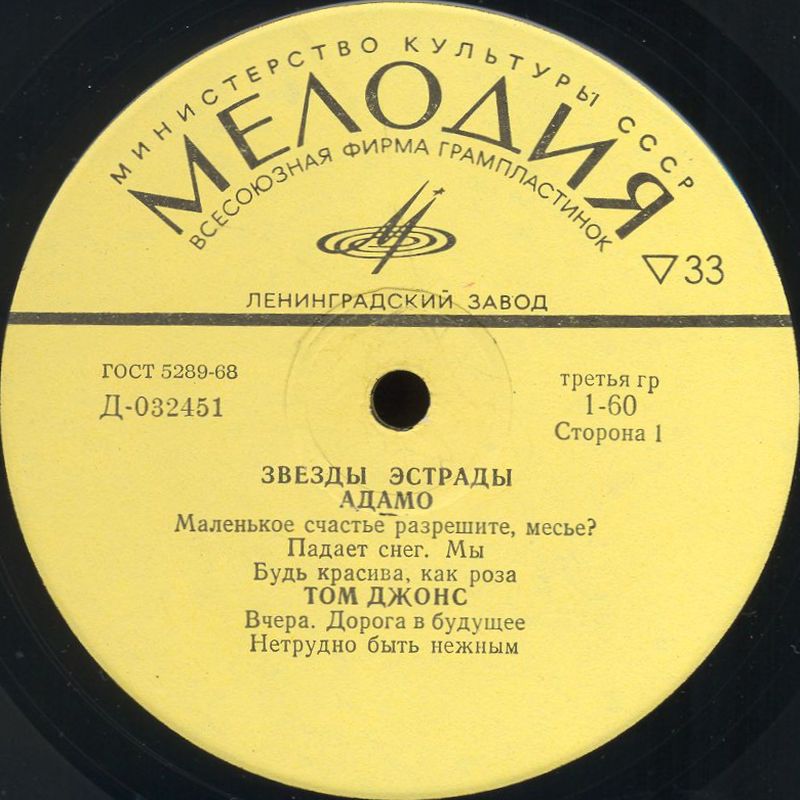 МИНИСТЕРСТВО КУЛЬТУРЫ СССР
МЕЛОДИЯ
ВСЕСОЮЗНАЯ ФИРМА ГРАМПЛАСТИНОК
▽33
ЛЕНИНГРАДСКИЙ ЗАВОД
ГОСТ 5289-68
Д-032451
третья гр
1-60
Сторона 1
ЗВЕЗДЫ ЭСТРАДЫ
АДАМО
Маленькое счастье разрешите, месье?
Падает снег. Мы
Будь красива, как роза
ТОМ ДЖОНС
Вчера. Дорога в будущее
Нетрудно быть нежным